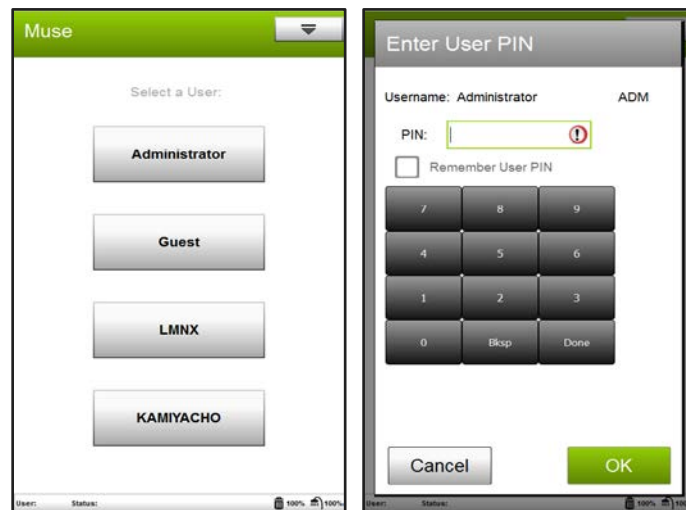 Muse
Select a User:
Administrator
Guest
LMNX
KAMIYACHO
User: Status: 100% 100%
Enter User PIN
Username: Administrator ADM
PIN:
Remember User PIN
7 8 9
4 5 6
1 2 3
0 Bksp Done
Cancel OK
User: Status: 100%